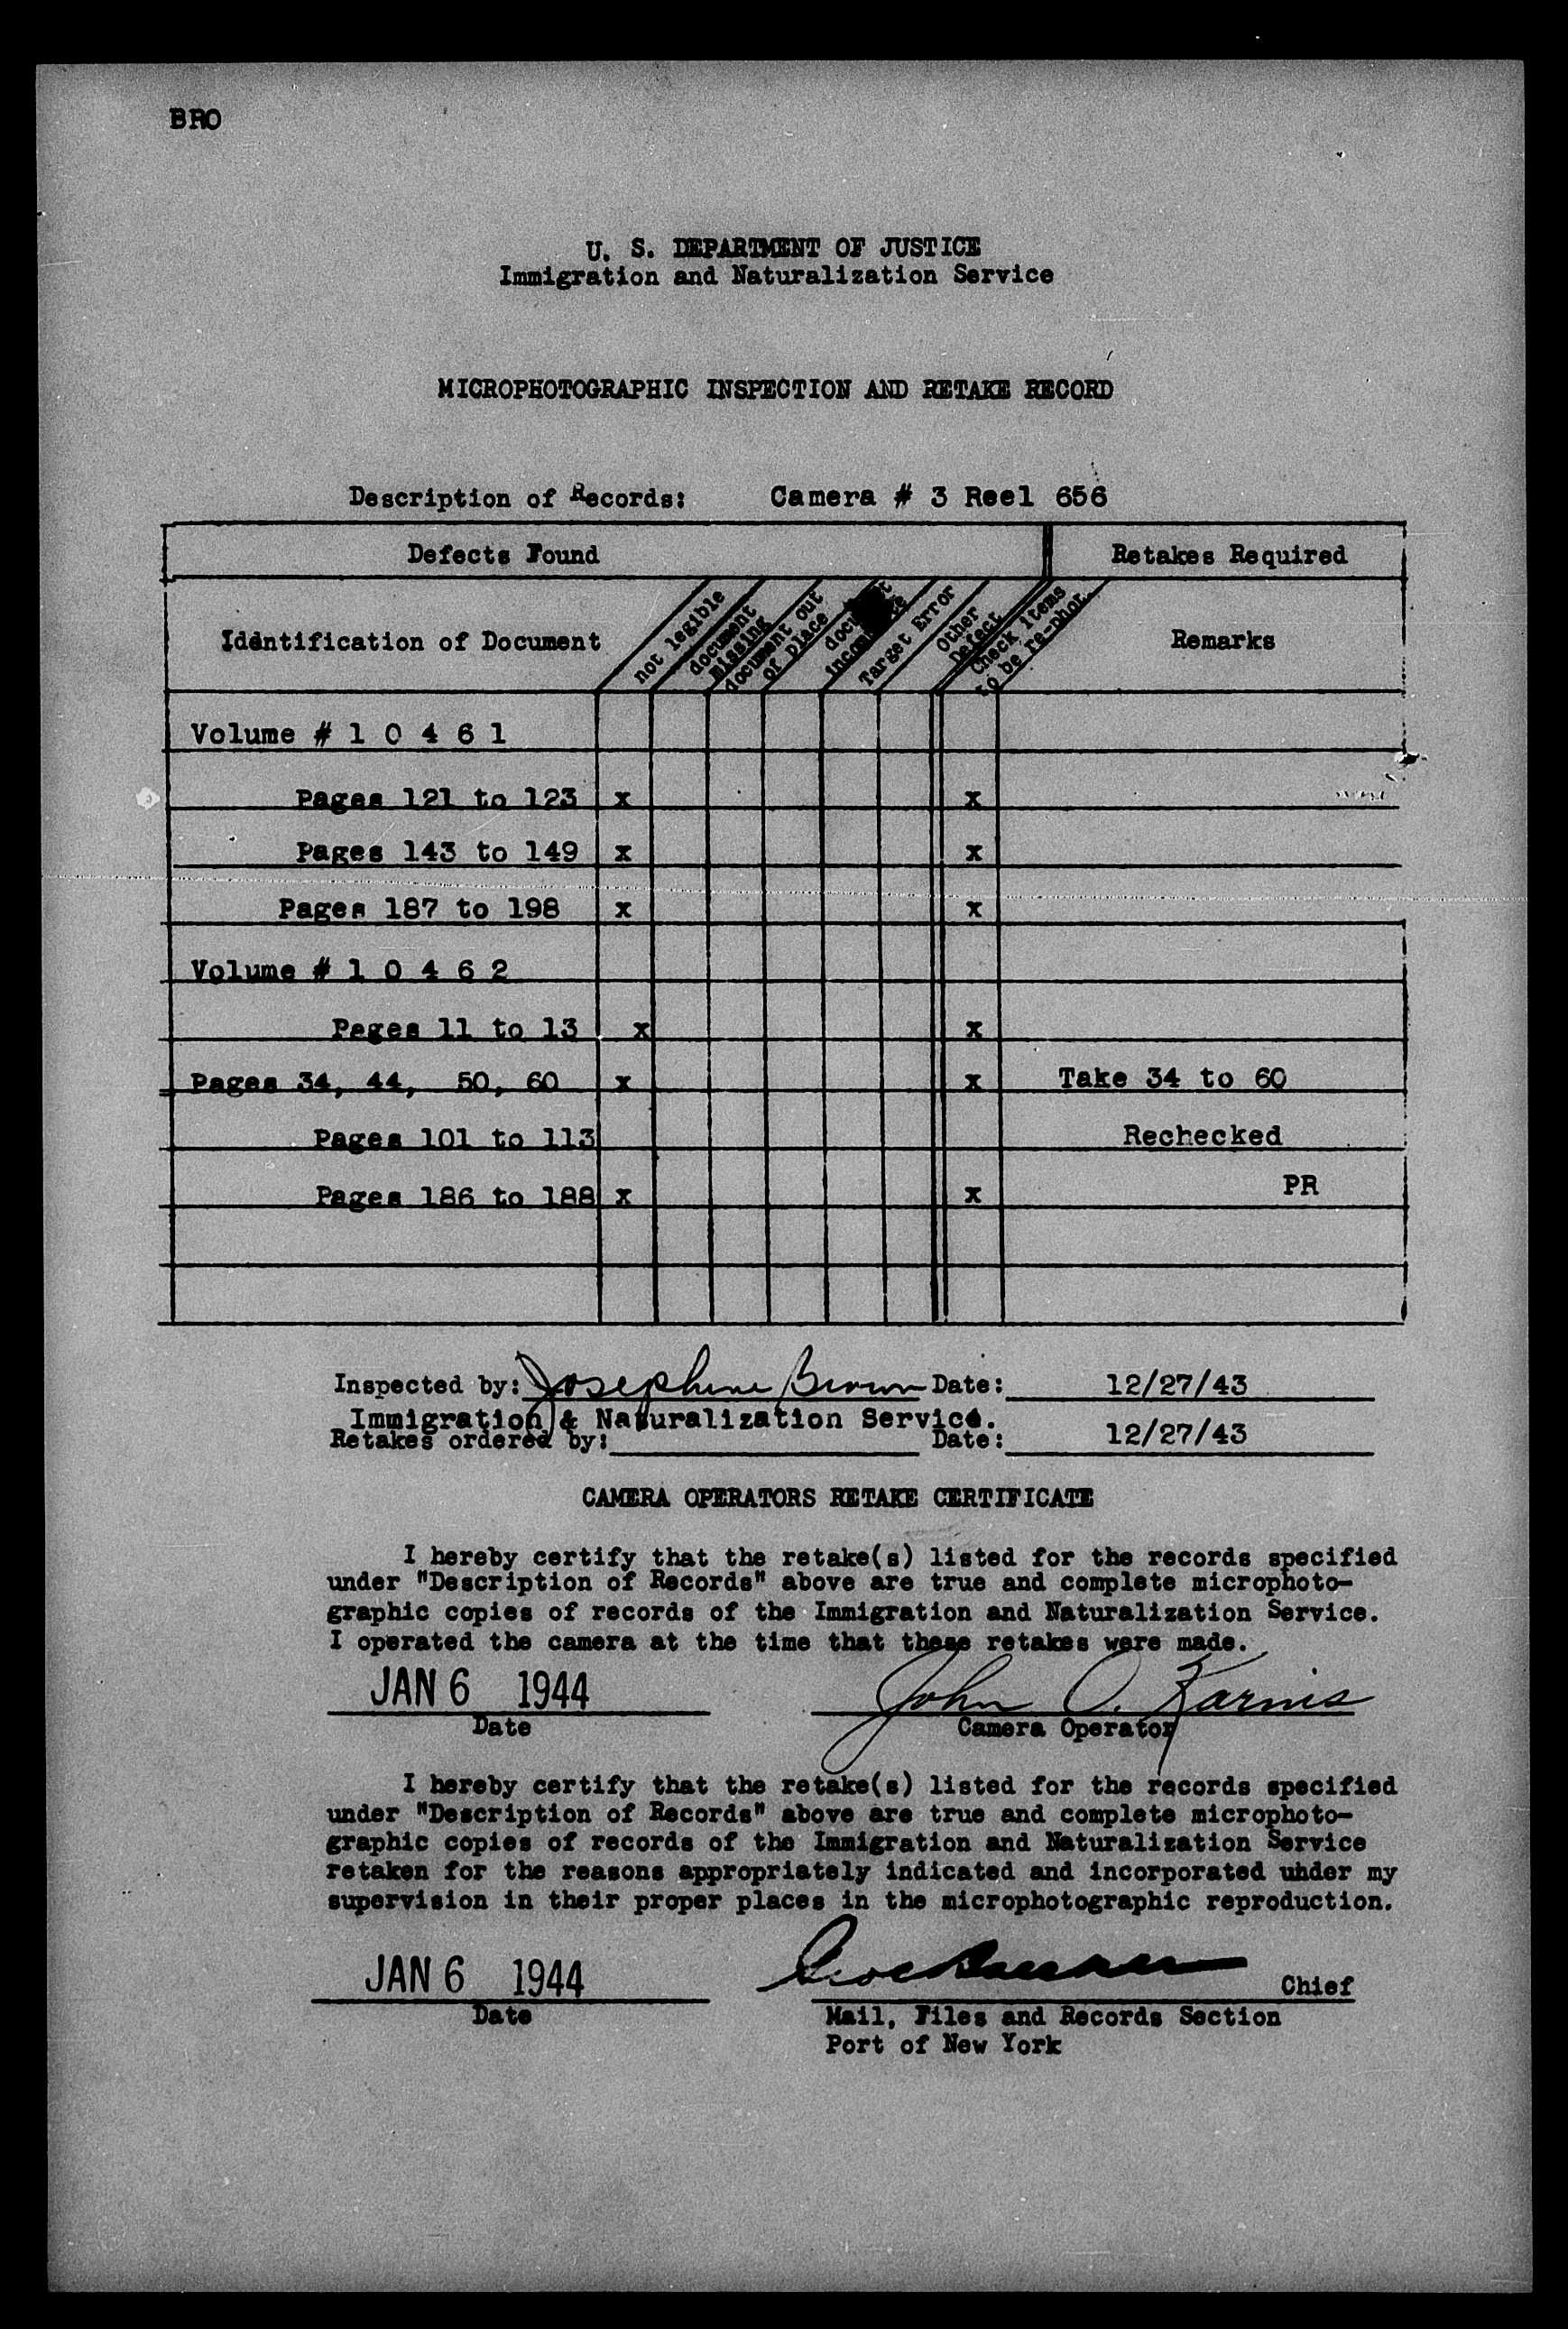 BRO
U. S. DEPARTMENT OF JUSTICE
Immigration and Naturalization Service
MICROPHOTOGRAPHIC INSPECTION AND RETAKE RECORD
Description of Records: Camera # 3 Reel 656
Defects Found Retakes Required
Identification of Document
not legible
document
missing
document out
of place
Target Error
Other
Defect
Check items
to be re-phot.
Remarks
Volume # 1 0 4 6 1
Pages 121 to 123 x x
Pages 143 to 149 x x
Pages 187 to 198 x x
Volume # 1 0 4 6 2
Pages 11 to 13 x x
Pages 34, 44, 50, 60 x x Take 34 to 60
Pages 101 to 113 Rechecked
Pages 186 to 188 x x PR
Inspected by: Josephine Brown Date: 12/27/43
Immigration & Naturalization Service.
Retakes ordered by: Date: 12/27/43
CAMERA OPERATORS RETAKE CERTIFICATE
I hereby certify that the retake(s) listed for the records specified
under "Description of Records" above are true and complete microphoto-
graphic copies of records of the Immigration and Naturalization Service.
I operated the camera at the time that these retakes were made.
JAN 6 1944 John O. Karnis
Date Camera Operator
I hereby certify that the retake(s) listed for the records specified
under "Description of Records" above are true and complete microphoto-
graphic copies of records of the Immigration and Naturalization Service
retaken for the reasons appropriately indicated and incorporated under my
supervision in their proper places in the microphotographic reproduction.
JAN 6 1944 Chief
Date Mail, Files and Records Section
Port of New York